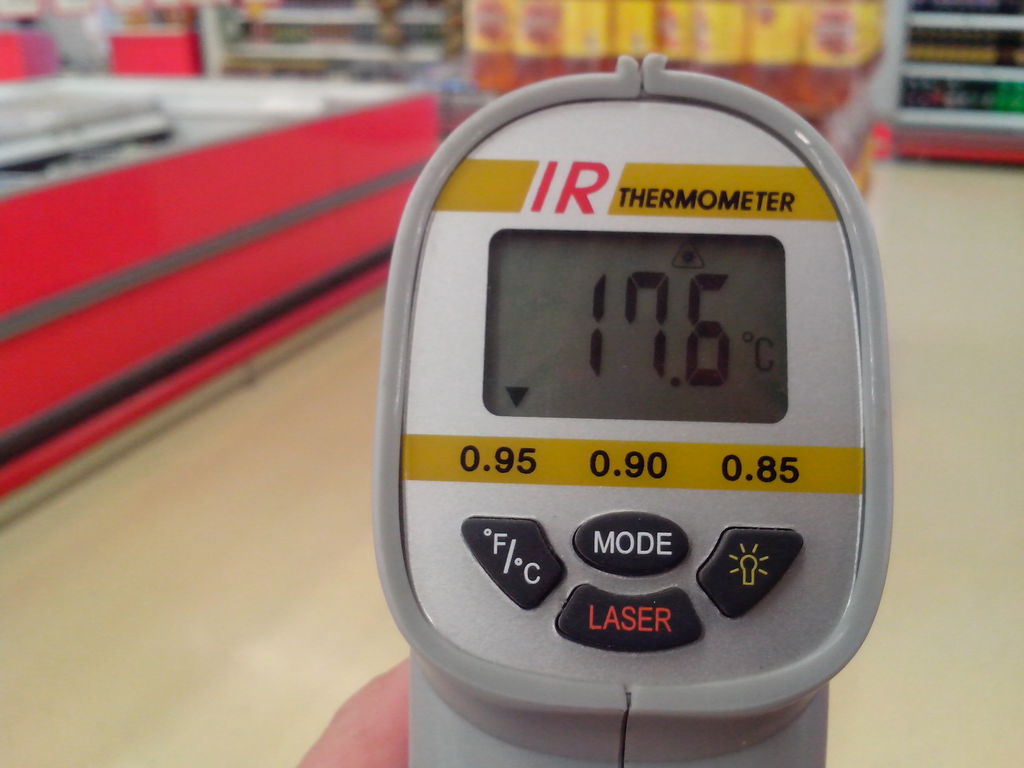 IR THERMOMETER
17.6 °C
0.95 0.90 0.85
°F/°C MODE
LASER